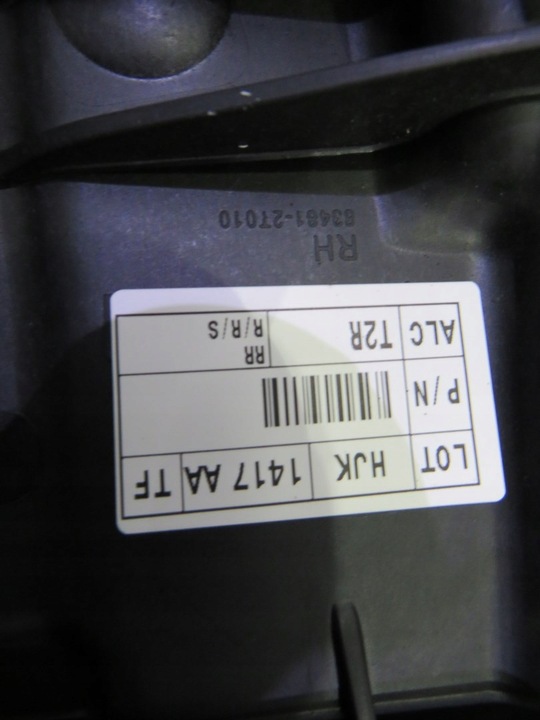 LOT HJK 1417 AA TF
P/N
ALC T2R RR
R/R/S
RH
83481-2T010